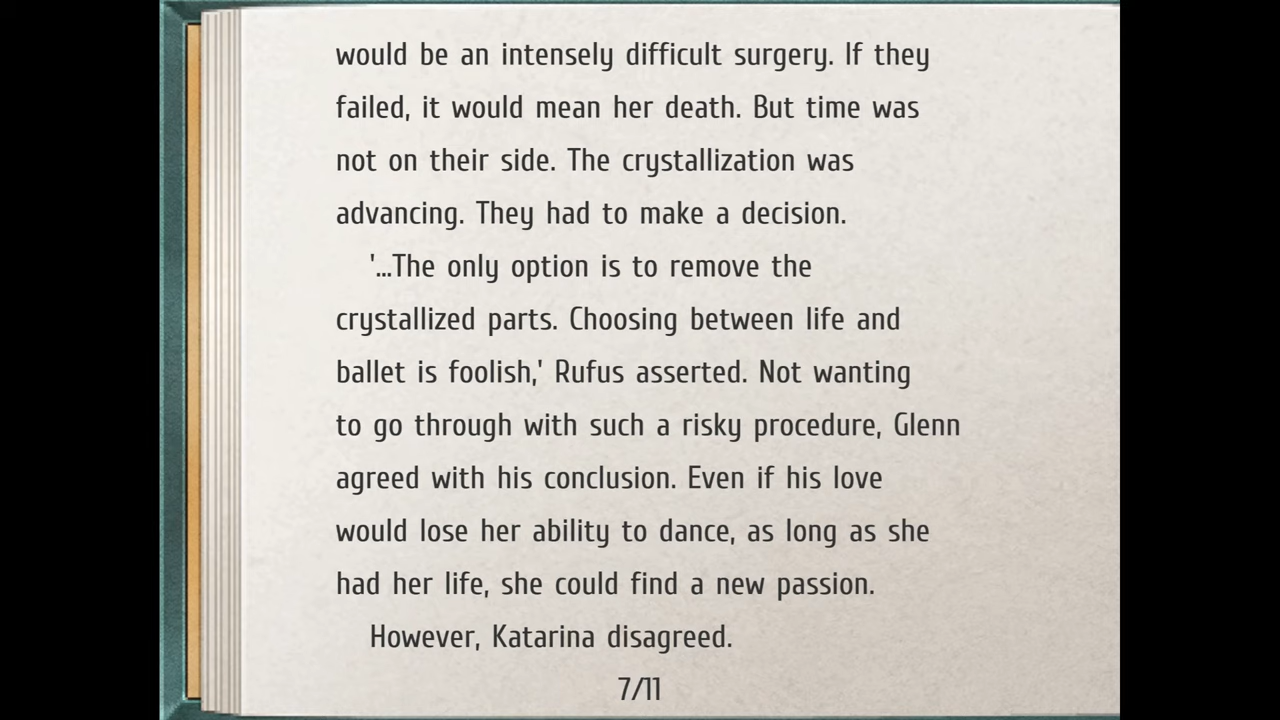 would be an intensely difficult surgery. If they
failed, it would mean her death. But time was
not on their side. The crystallization was
advancing. They had to make a decision.
'...The only option is to remove the
crystallized parts. Choosing between life and
ballet is foolish,' Rufus asserted. Not wanting
to go through with such a risky procedure, Glenn
agreed with his conclusion. Even if his love
would lose her ability to dance, as long as she
had her life, she could find a new passion.
However, Katarina disagreed.
7/11